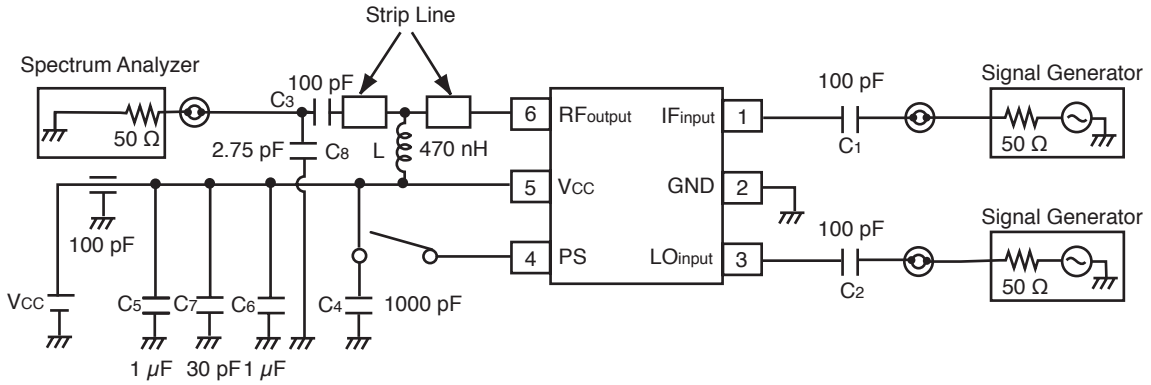 Strip Line
Spectrum Analyzer
50 Ω
C3
100 pF
2.75 pF
C8
L
470 nH
6
RFoutput
IFinput
1
100 pF
C1
Signal Generator
50 Ω
5
VCC
GND
2
4
PS
LOinput
3
100 pF
C2
Signal Generator
50 Ω
100 pF
VCC
C5
1 µF
C7
30 pF
C6
1 µF
C4
1000 pF